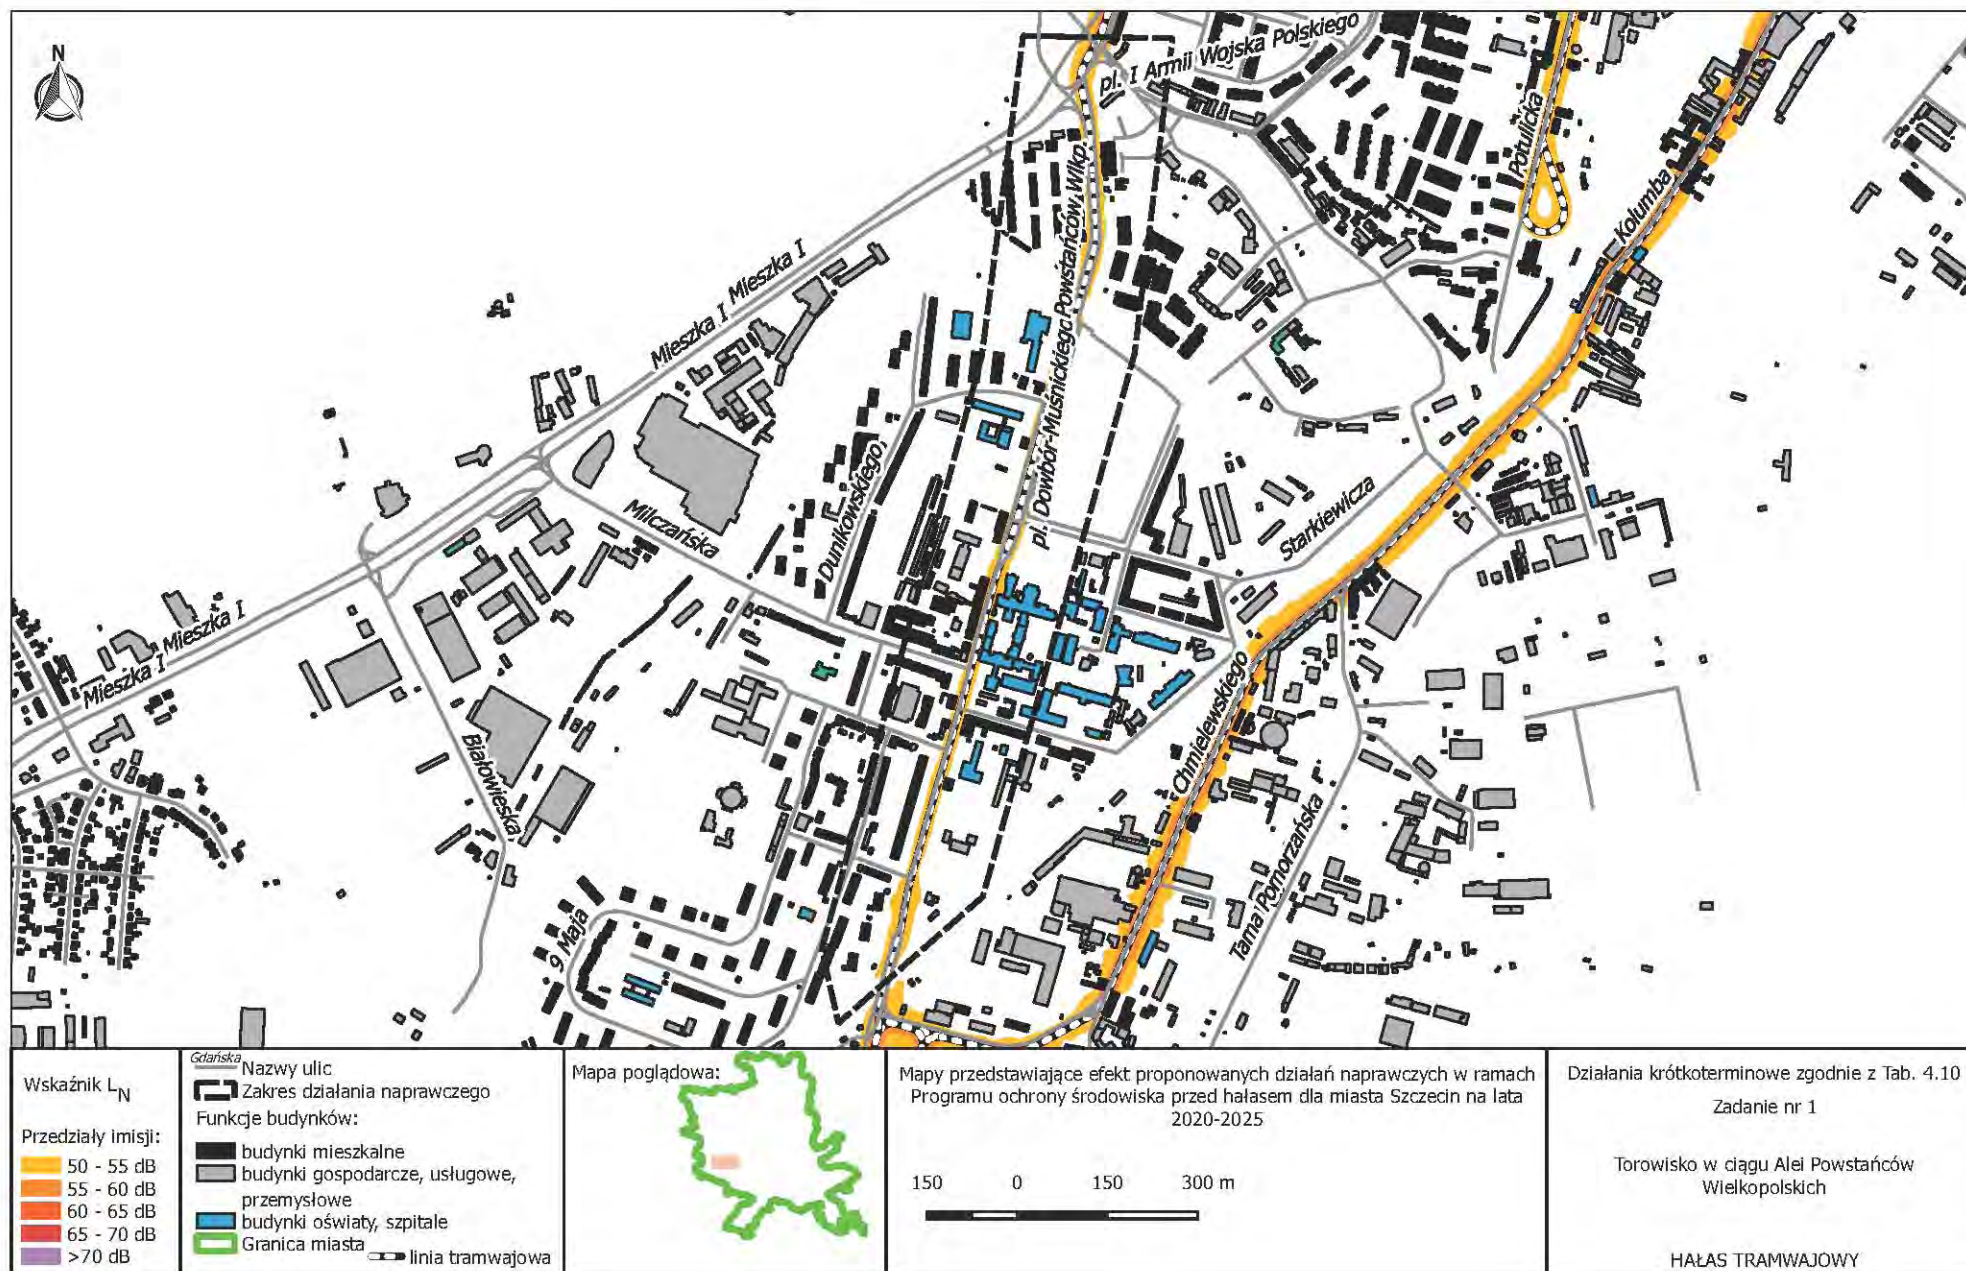 N
pl. I Armii Wojska Polskiego
Potulicka
Kolumba
pl. Dowbór-Muśnickiego Powstańców Wlkp.
Mieszka I
Mieszka I
Dunikowskiego
pl. Dowbór-Muśnickiego
Milczańska
Starkiewicza
Mieszka I
Mieszka I
Białowieska
Chmielewskiego
Tama Pomorzańska
9 Maja
Wskaźnik LN
Przedziały imisji:
50 - 55 dB
55 - 60 dB
60 - 65 dB
65 - 70 dB
>70 dB
Gdańska
Nazwy ulic
Zakres działania naprawczego
Funkcje budynków:
budynki mieszkalne
budynki gospodarcze, usługowe,
przemysłowe
budynki oświaty, szpitale
Granica miasta
linia tramwajowa
Mapa poglądowa:
Mapy przedstawiające efekt proponowanych działań naprawczych w ramach
Programu ochrony środowiska przed hałasem dla miasta Szczecin na lata
2020-2025
150 0 150 300 m
Działania krótkoterminowe zgodnie z Tab. 4.10
Zadanie nr 1
Torowisko w ciągu Alei Powstańców
Wielkopolskich
HAŁAS TRAMWAJOWY